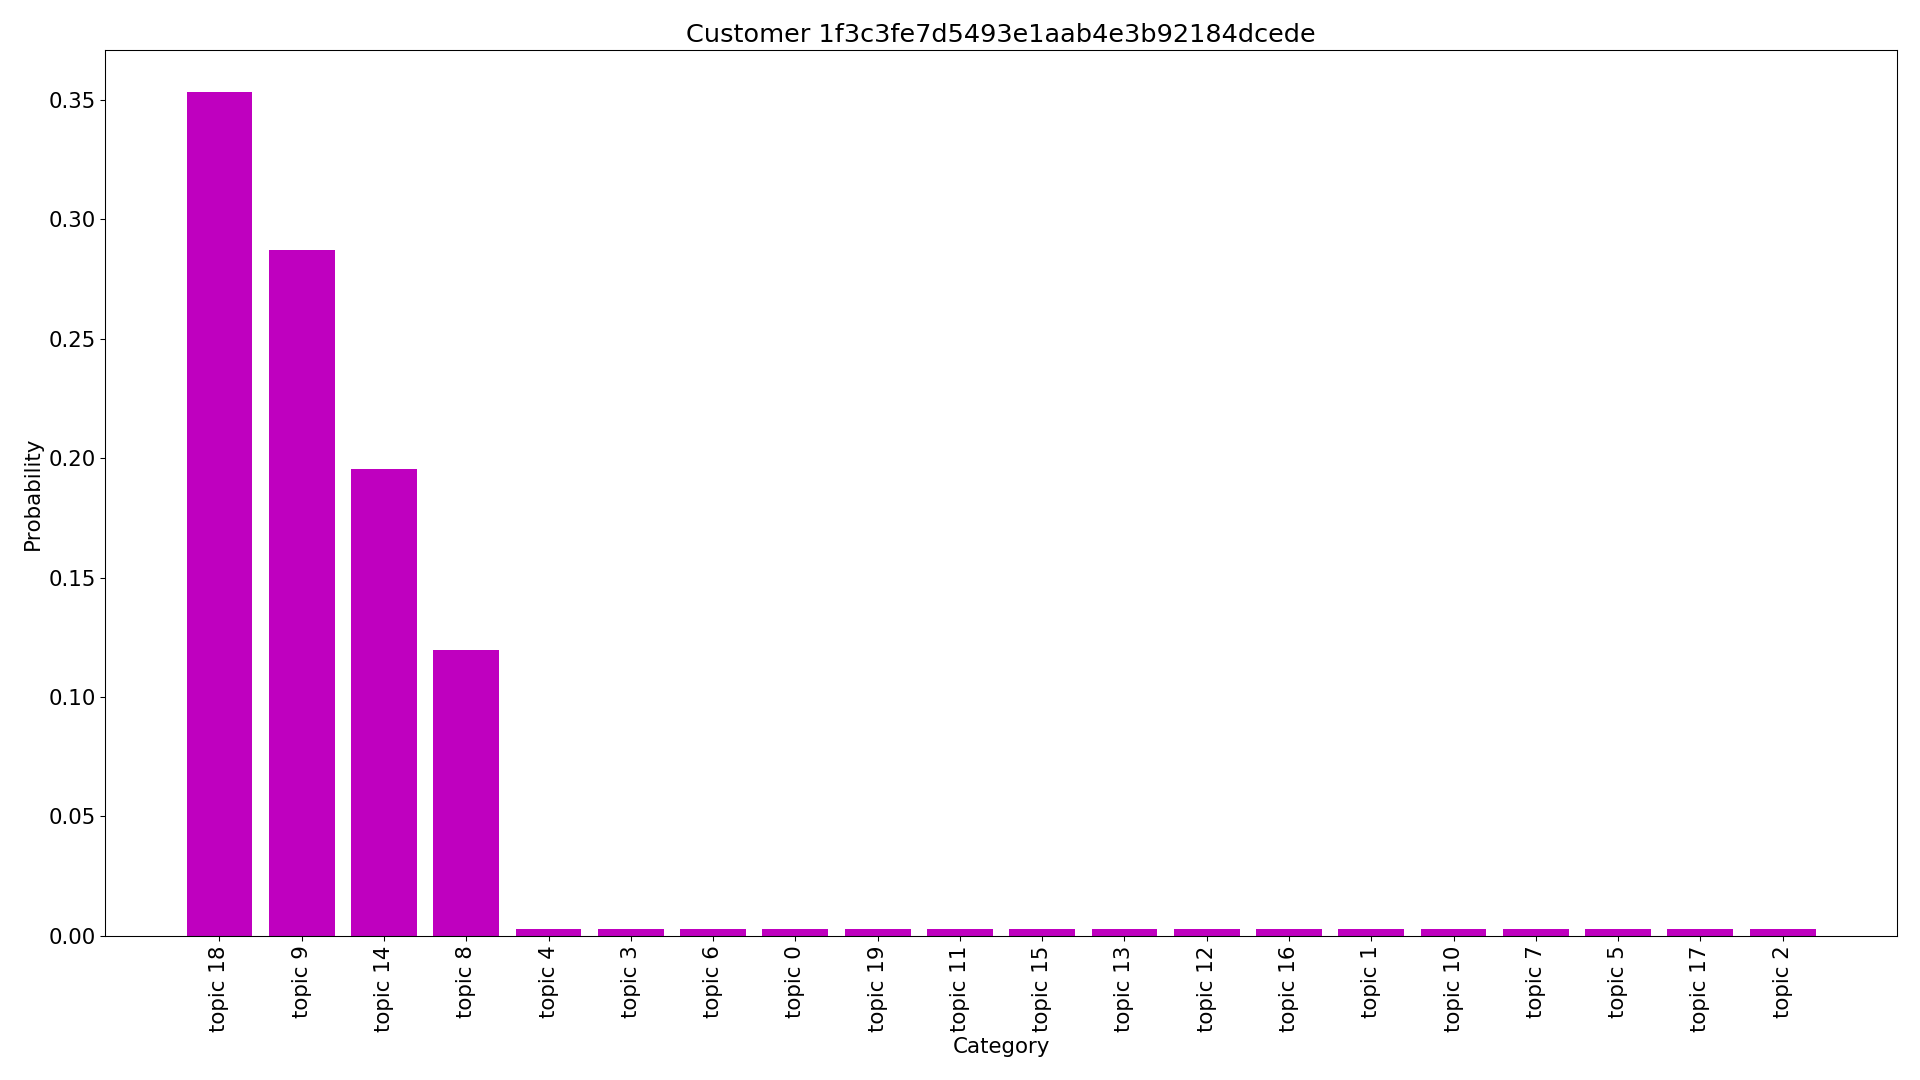 Customer 1f3c3fe7d5493e1aab4e3b92184dcede
Probability
0.35
0.30
0.25
0.20
0.15
0.10
0.05
0.00
topic 18
topic 9
topic 14
topic 8
topic 4
topic 3
topic 6
topic 0
topic 19
topic 11
topic 15
topic 13
topic 12
topic 16
topic 1
topic 10
topic 7
topic 5
topic 17
topic 2
Category